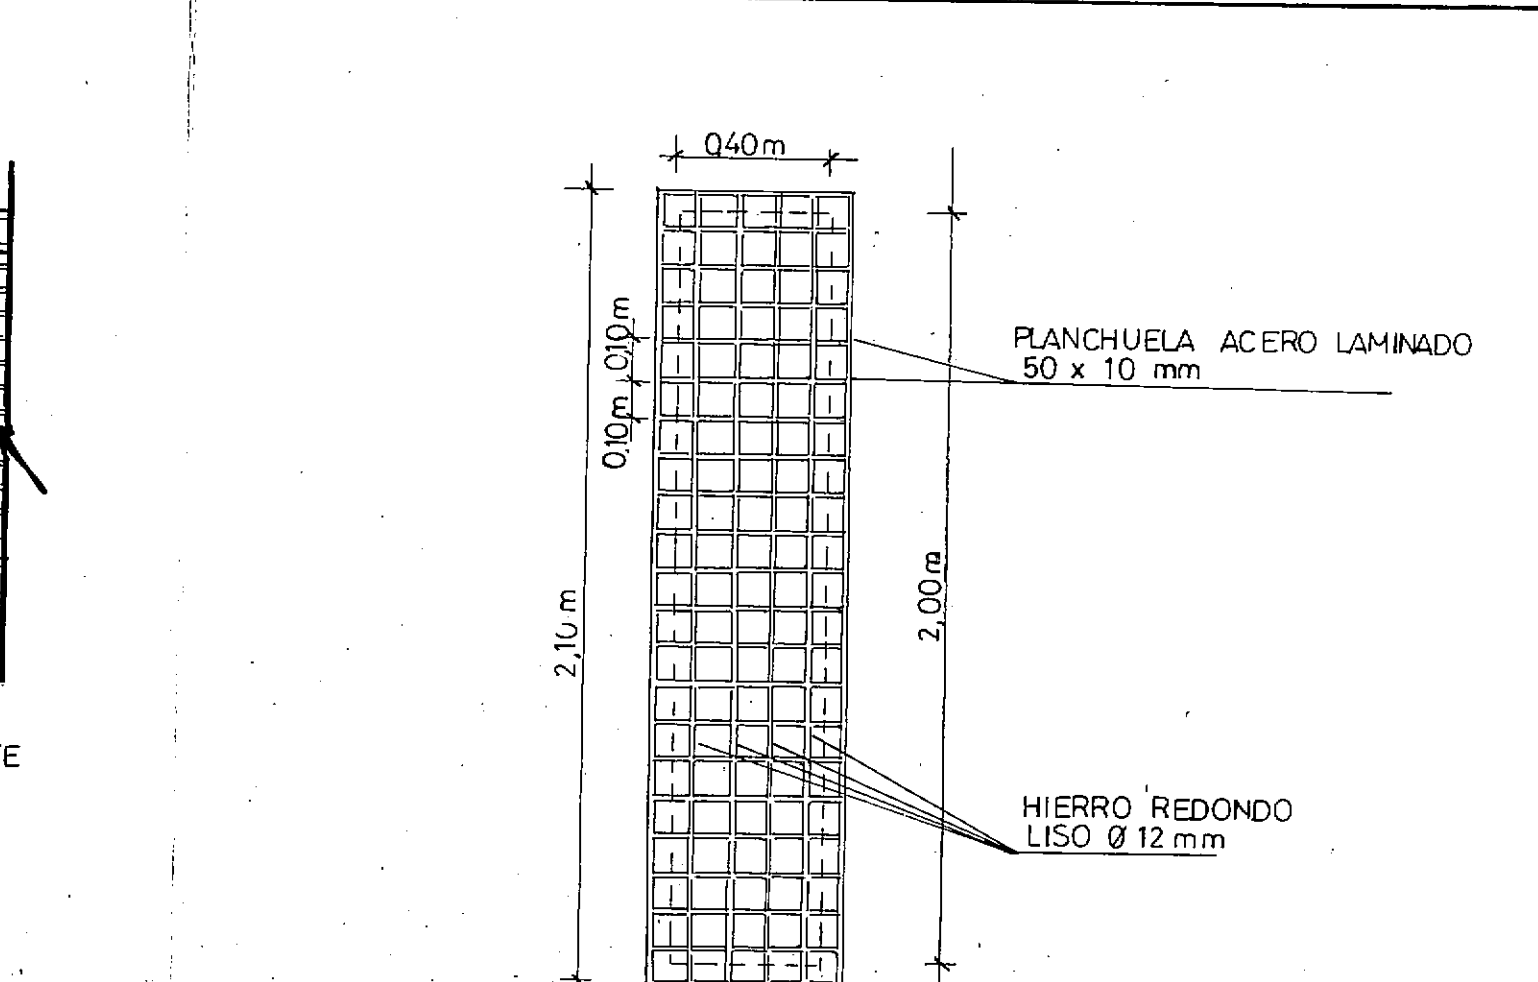 0,40m
0,10m
PLANCHUELA ACERO LAMINADO
50 x 10 mm
0,10m
2,10m
2,00m
E
HIERRO REDONDO
LISO Ø 12 mm